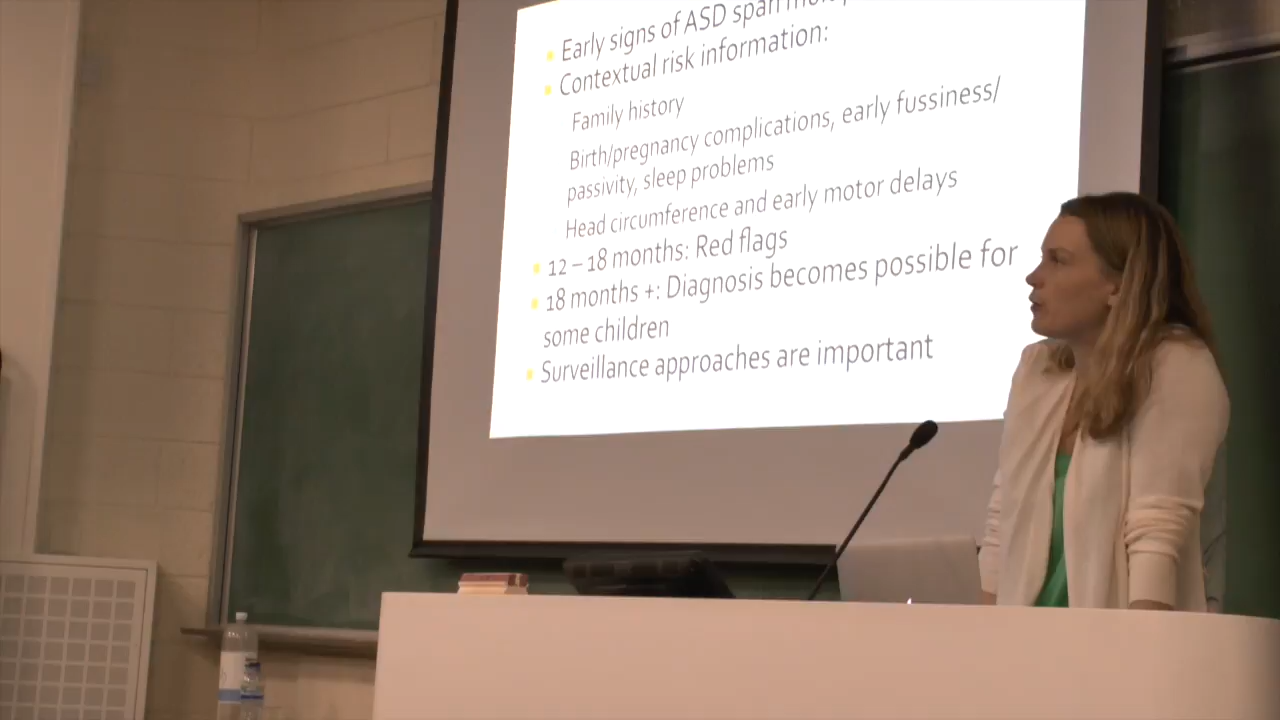 Early signs of ASD span
Contextual risk information:
Family history
Birth/pregnancy complications, early fussiness/
passivity, sleep problems
Head circumference and early motor delays
12 – 18 months: Red flags
18 months +: Diagnosis becomes possible for
some children
Surveillance approaches are important